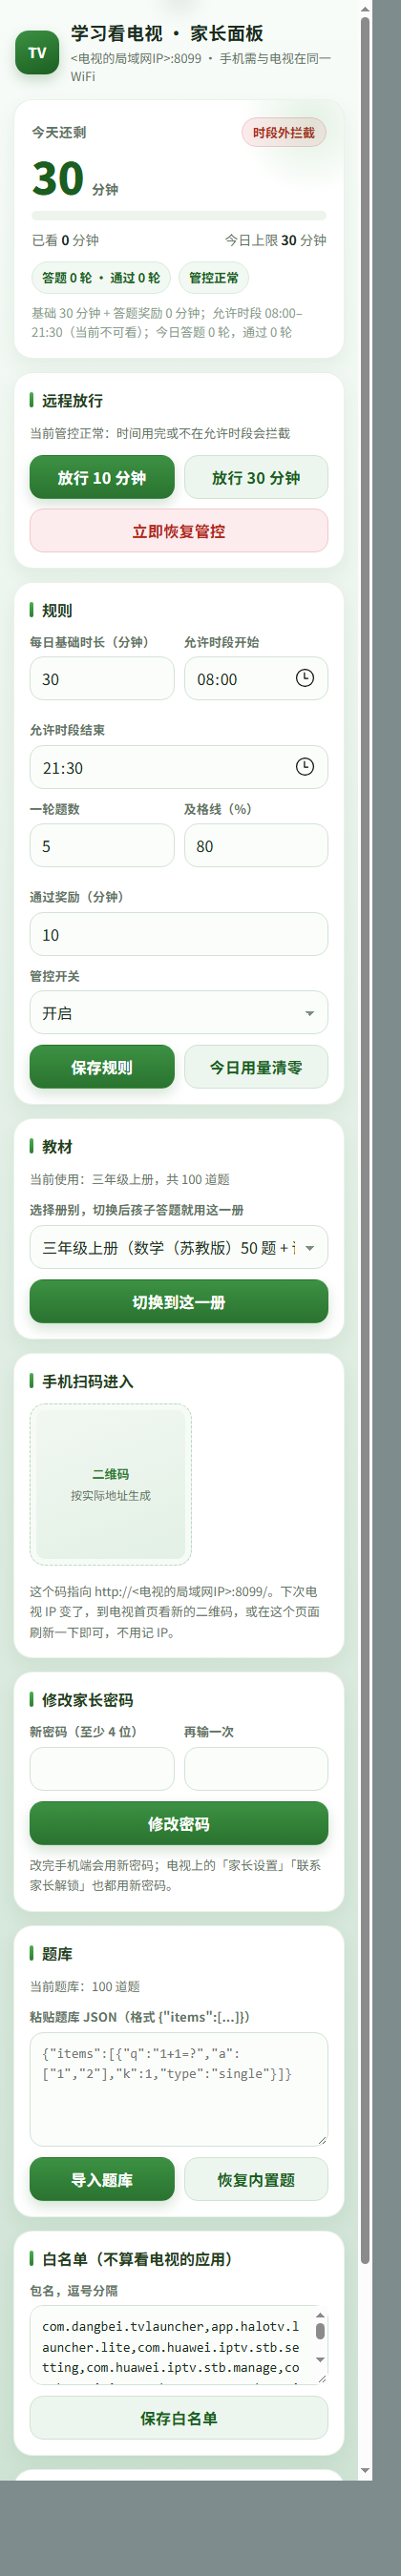 TV
学习看电视 · 家长面板
<电视的局域网IP>:8099 · 手机需与电视在同一
WiFi
今天还剩
时段外拦截
30 分钟
已看 0 分钟
今日上限 30 分钟
答题 0 轮 · 通过 0 轮
管控正常
基础 30 分钟 + 答题奖励 0 分钟；允许时段 08:00–
21:30（当前不可看）；今日答题 0 轮，通过 0 轮
远程放行
当前管控正常：时间用完或不在允许时段会拦截
放行 10 分钟
放行 30 分钟
立即恢复管控
规则
每日基础时长（分钟）
允许时段开始
30
08:00
允许时段结束
21:30
一轮题数
及格线（%）
5
80
通过奖励（分钟）
10
管控开关
开启
保存规则
今日用量清零
教材
当前使用：三年级上册，共 100 道题
选择册别，切换后孩子答题就用这一册
三年级上册（数学（苏教版）50 题 +
切换到这一册
手机扫码进入
二维码
按实际地址生成
这个码指向 http://<电视的局域网IP>:8099/。下次电
视 IP 变了，到电视首页看新的二维码，或在这个页面
刷新一下即可，不用记 IP。
修改家长密码
新密码（至少 4 位）
再输一次
修改密码
改完手机端会用新密码；电视上的「家长设置」「联系
家长解锁」也都用新密码。
题库
当前题库：100 道题
粘贴题库 JSON（格式 {"items":[...]}）
{"items":[{"q":"1+1=?","a":
["1","2"],"k":1,"type":"single"}]}
导入题库
恢复内置题
白名单（不算看电视的应用）
包名，逗号分隔
com.dangbei.tvlauncher,app.halotv.l
auncher.lite,com.huawei.iptv.stb.se
tting,com.huawei.iptv.stb.manage,co
保存白名单